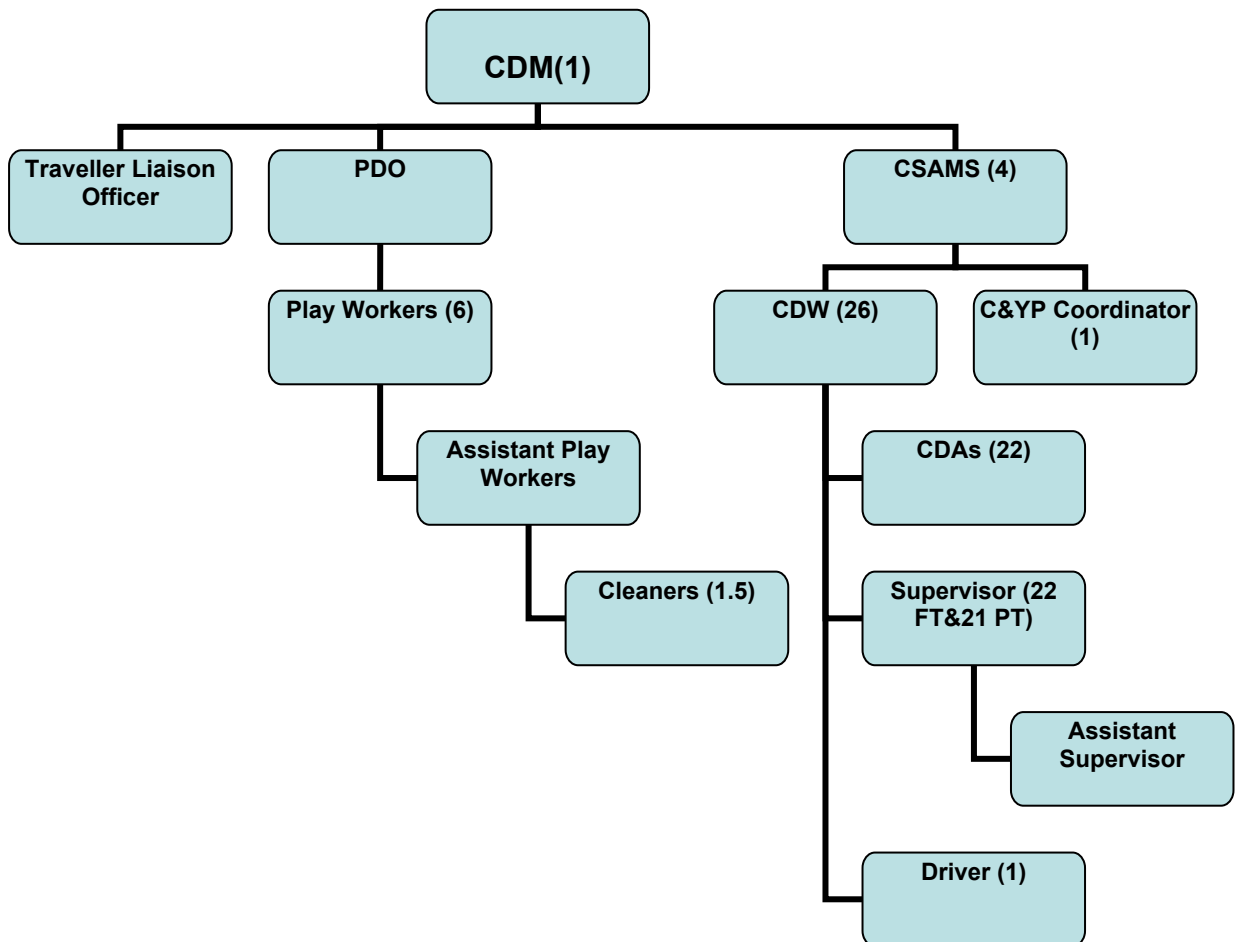 CDM(1)
Traveller Liaison
Officer
PDO
CSAMS (4)
Play Workers (6)
CDW (26)
C&YP Coordinator
(1)
Assistant Play
Workers
CDAs (22)
Cleaners (1.5)
Supervisor (22
FT&21 PT)
Assistant
Supervisor
Driver (1)